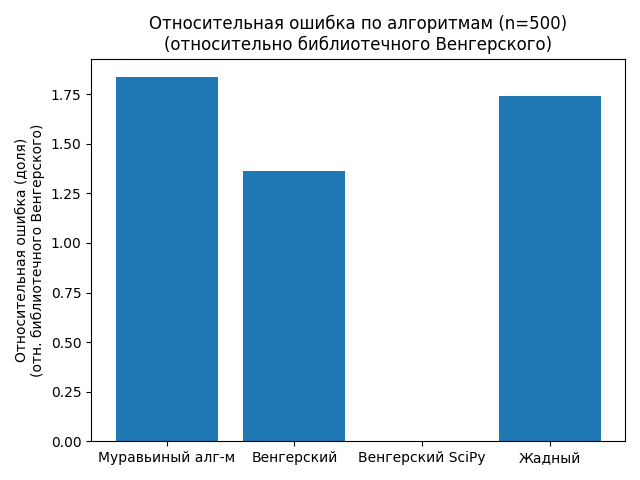 Относительная ошибка по алгоритмам (n=500)
(относительно библиотечного Венгерского)
Относительная ошибка (доля)
(отн. библиотечного Венгерского)
1.75
1.50
1.25
1.00
0.75
0.50
0.25
0.00
Муравьиный алг-м
Венгерский
Венгерский SciPy
Жадный